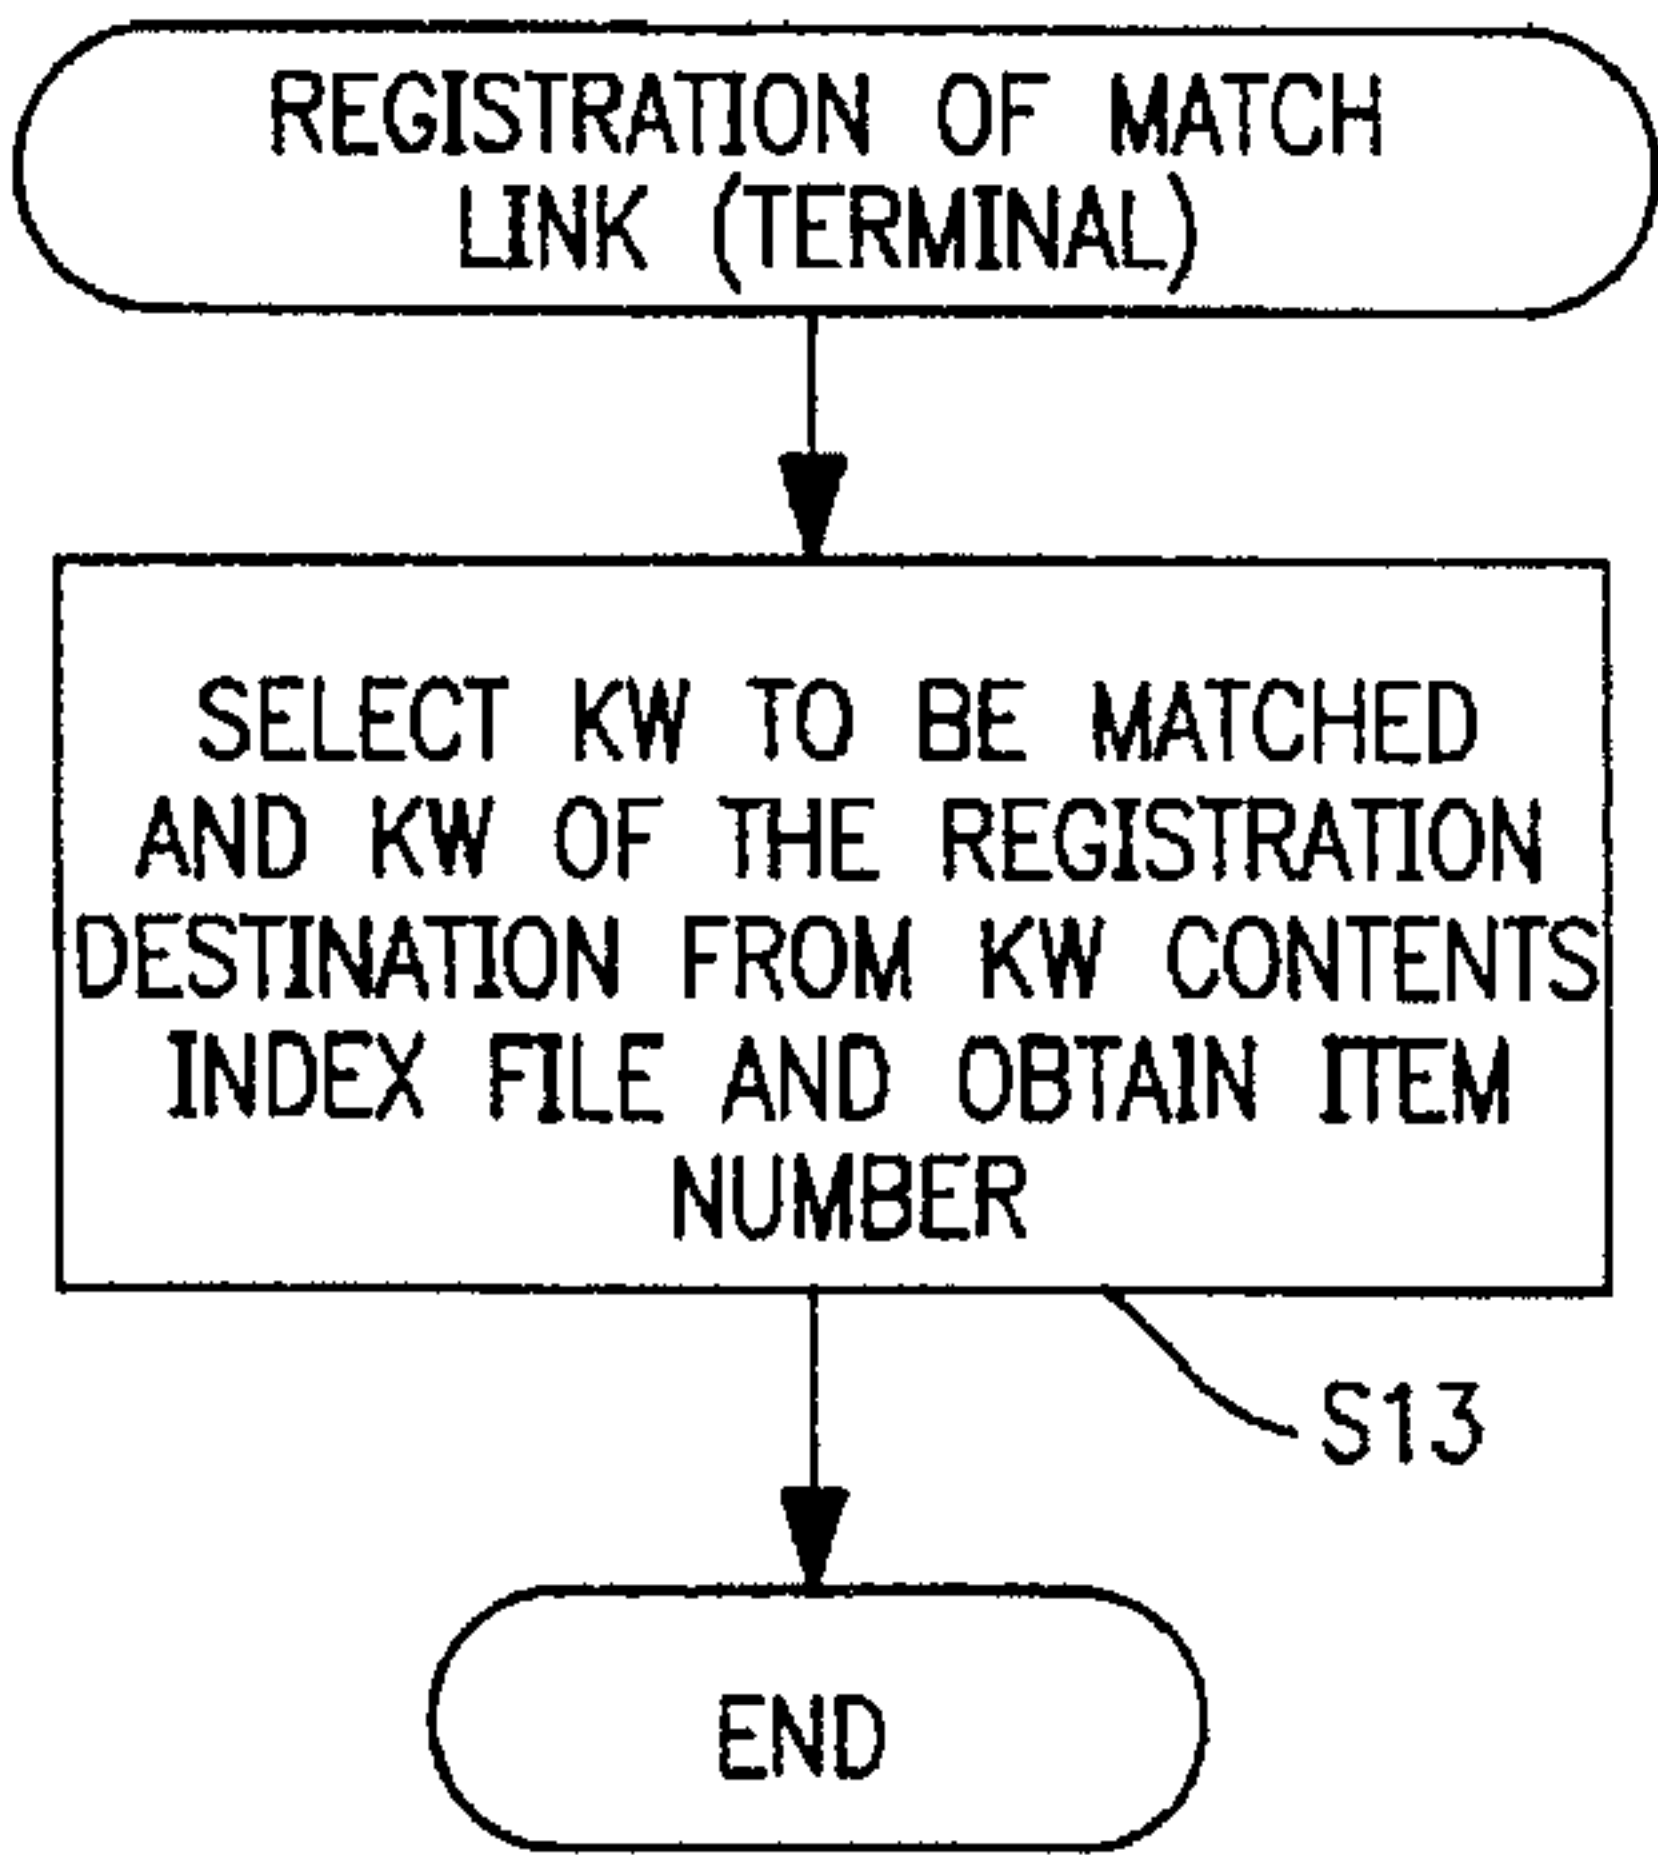 REGISTRATION OF MATCH
LINK (TERMINAL)
SELECT KW TO BE MATCHED
AND KW OF THE REGISTRATION
DESTINATION FROM KW CONTENTS
INDEX FILE AND OBTAIN ITEM
NUMBER
S13
END